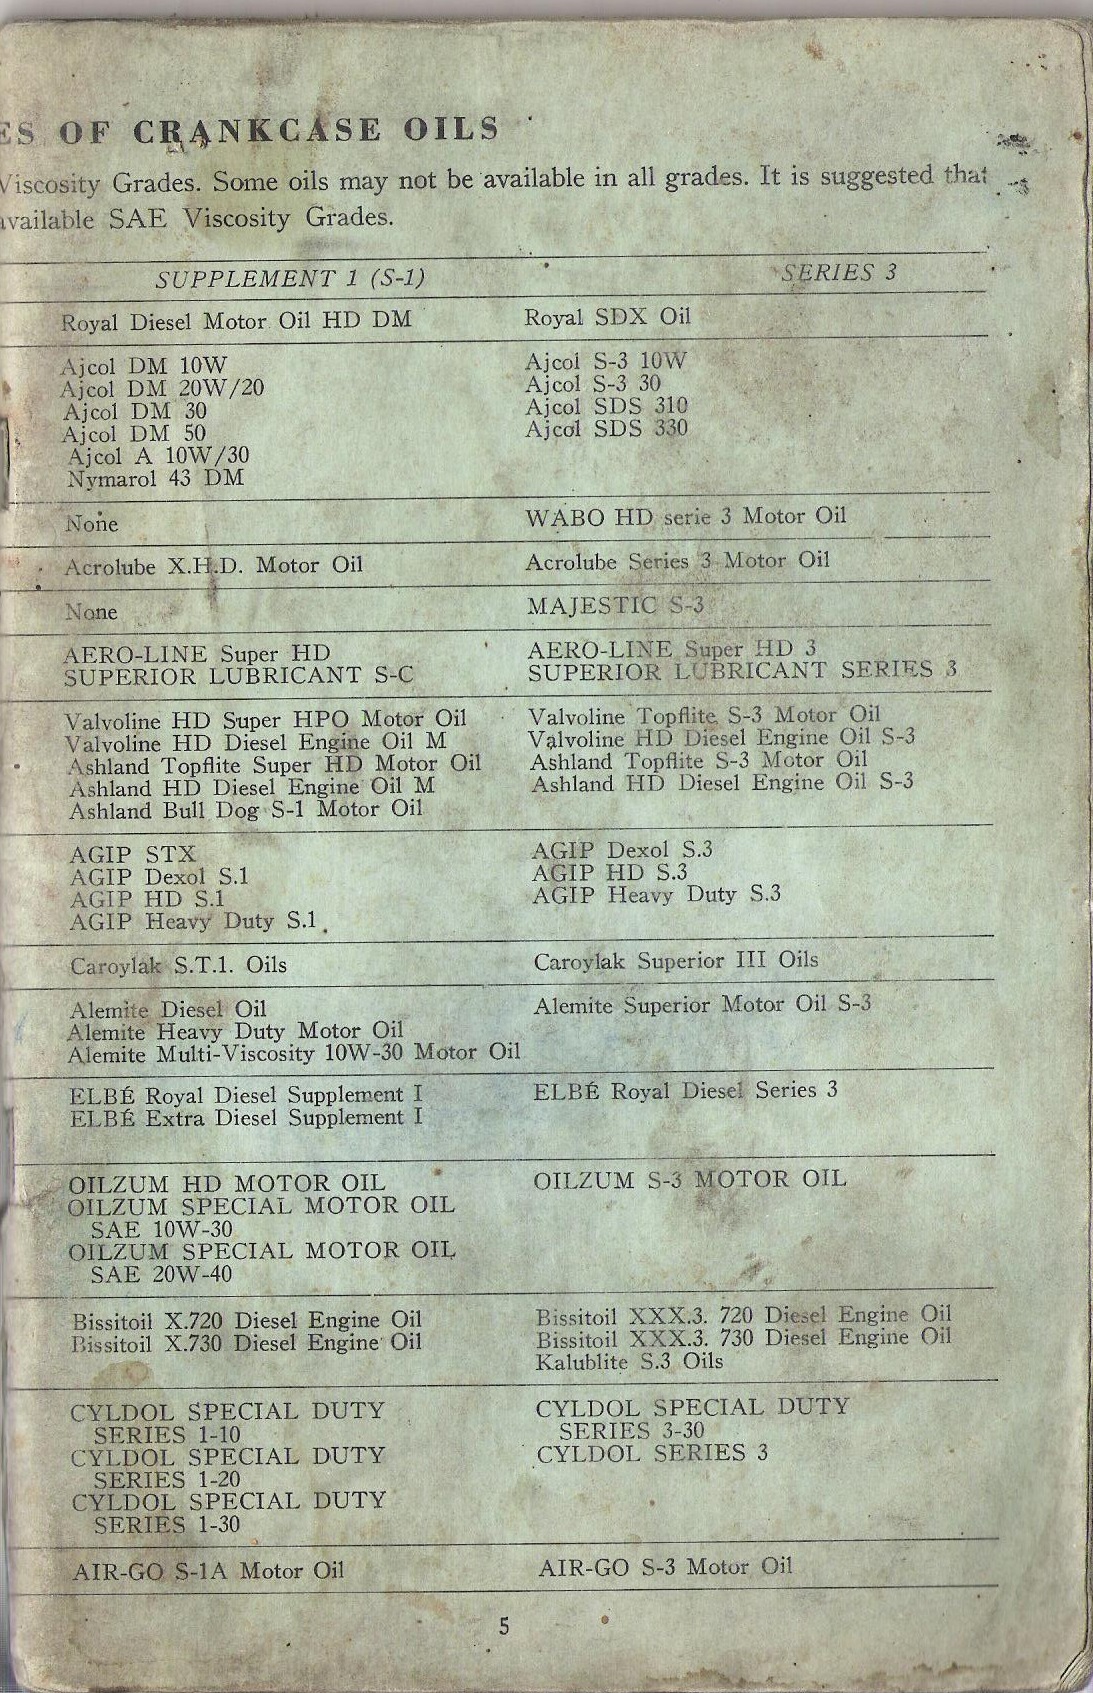 ES OF CRANKCASE OILS
Viscosity Grades. Some oils may not be available in all grades. It is suggested that
available SAE Viscosity Grades.
SUPPLEMENT 1 (S-1) SERIES 3
Royal Diesel Motor Oil HD DM Royal SDX Oil
Ajcol DM 10W Ajcol S-3 10W
Ajcol DM 20W/20 Ajcol S-3 30
Ajcol DM 30 Ajcol SDS 310
Ajcol DM 50 Ajcol SDS 330
Ajcol A 10W/30
Nymarol 43 DM
None WABO HD serie 3 Motor Oil
Acrolube X.H.D. Motor Oil Acrolube Series 3 Motor Oil
None MAJESTIC S-3
AERO-LINE Super HD AERO-LINE Super HD 3
SUPERIOR LUBRICANT S-C SUPERIOR LUBRICANT SERIES 3
Valvoline HD Super HPO Motor Oil Valvoline Topflite S-3 Motor Oil
Valvoline HD Diesel Engine Oil M Valvoline HD Diesel Engine Oil S-3
Ashland Topflite Super HD Motor Oil Ashland Topflite S-3 Motor Oil
Ashland HD Diesel Engine Oil M Ashland HD Diesel Engine Oil S-3
Ashland Bull Dog S-1 Motor Oil
AGIP STX AGIP Dexol S.3
AGIP Dexol S.1 AGIP HD S.3
AGIP HD S.1 AGIP Heavy Duty S.3
AGIP Heavy Duty S.1
Caroylak S.T.1. Oils Caroylak Superior III Oils
Alemite Diesel Oil Alemite Superior Motor Oil S-3
Alemite Heavy Duty Motor Oil
Alemite Multi-Viscosity 10W-30 Motor Oil
ELBÉ Royal Diesel Supplement I ELBÉ Royal Diesel Series 3
ELBÉ Extra Diesel Supplement I
OILZUM HD MOTOR OIL OILZUM S-3 MOTOR OIL
OILZUM SPECIAL MOTOR OIL
SAE 10W-30
OILZUM SPECIAL MOTOR OIL
SAE 20W-40
Bissitoil X.720 Diesel Engine Oil Bissitoil XXX.3. 720 Diesel Engine Oil
Bissitoil X.730 Diesel Engine Oil Bissitoil XXX.3. 730 Diesel Engine Oil
Kalublite S.3 Oils
CYLDOL SPECIAL DUTY CYLDOL SPECIAL DUTY
SERIES 1-10 SERIES 3-30
CYLDOL SPECIAL DUTY CYLDOL SERIES 3
SERIES 1-20
CYLDOL SPECIAL DUTY
SERIES 1-30
AIR-GO S-1A Motor Oil AIR-GO S-3 Motor Oil
5